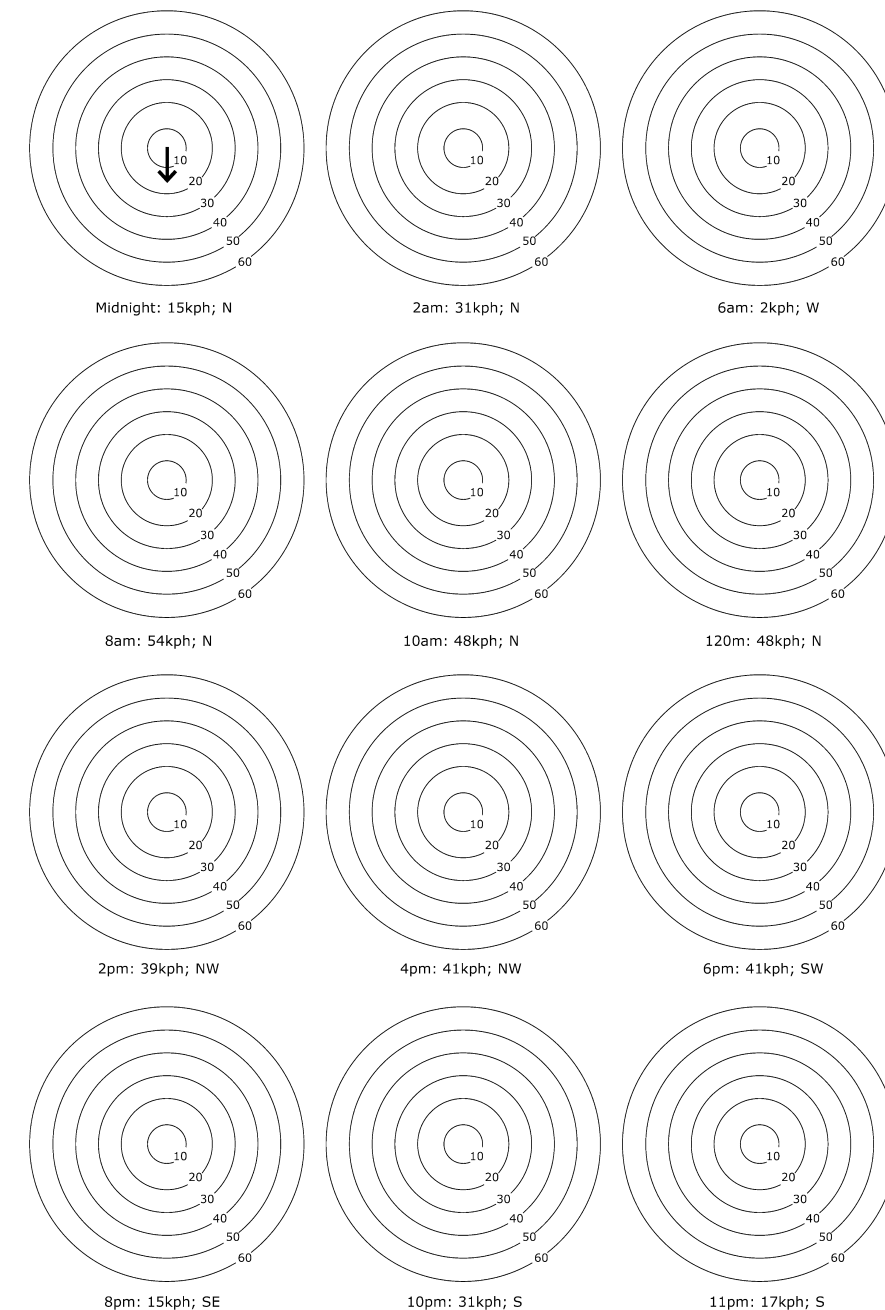 10 10 10
20 20 20
30 30 30
40 40 40
50 50 50
60 60 60
Midnight: 15kph; N 2am: 31kph; N 6am: 2kph; W
10 10 10
20 20 20
30 30 30
40 40 40
50 50 50
60 60 60
8am: 54kph; N 10am: 48kph; N 120m: 48kph; N
10 10 10
20 20 20
30 30 30
40 40 40
50 50 50
60 60 60
2pm: 39kph; NW 4pm: 41kph; NW 6pm: 41kph; SW
10 10 10
20 20 20
30 30 30
40 40 40
50 50 50
60 60 60
8pm: 15kph; SE 10pm: 31kph; S 11pm: 17kph; S